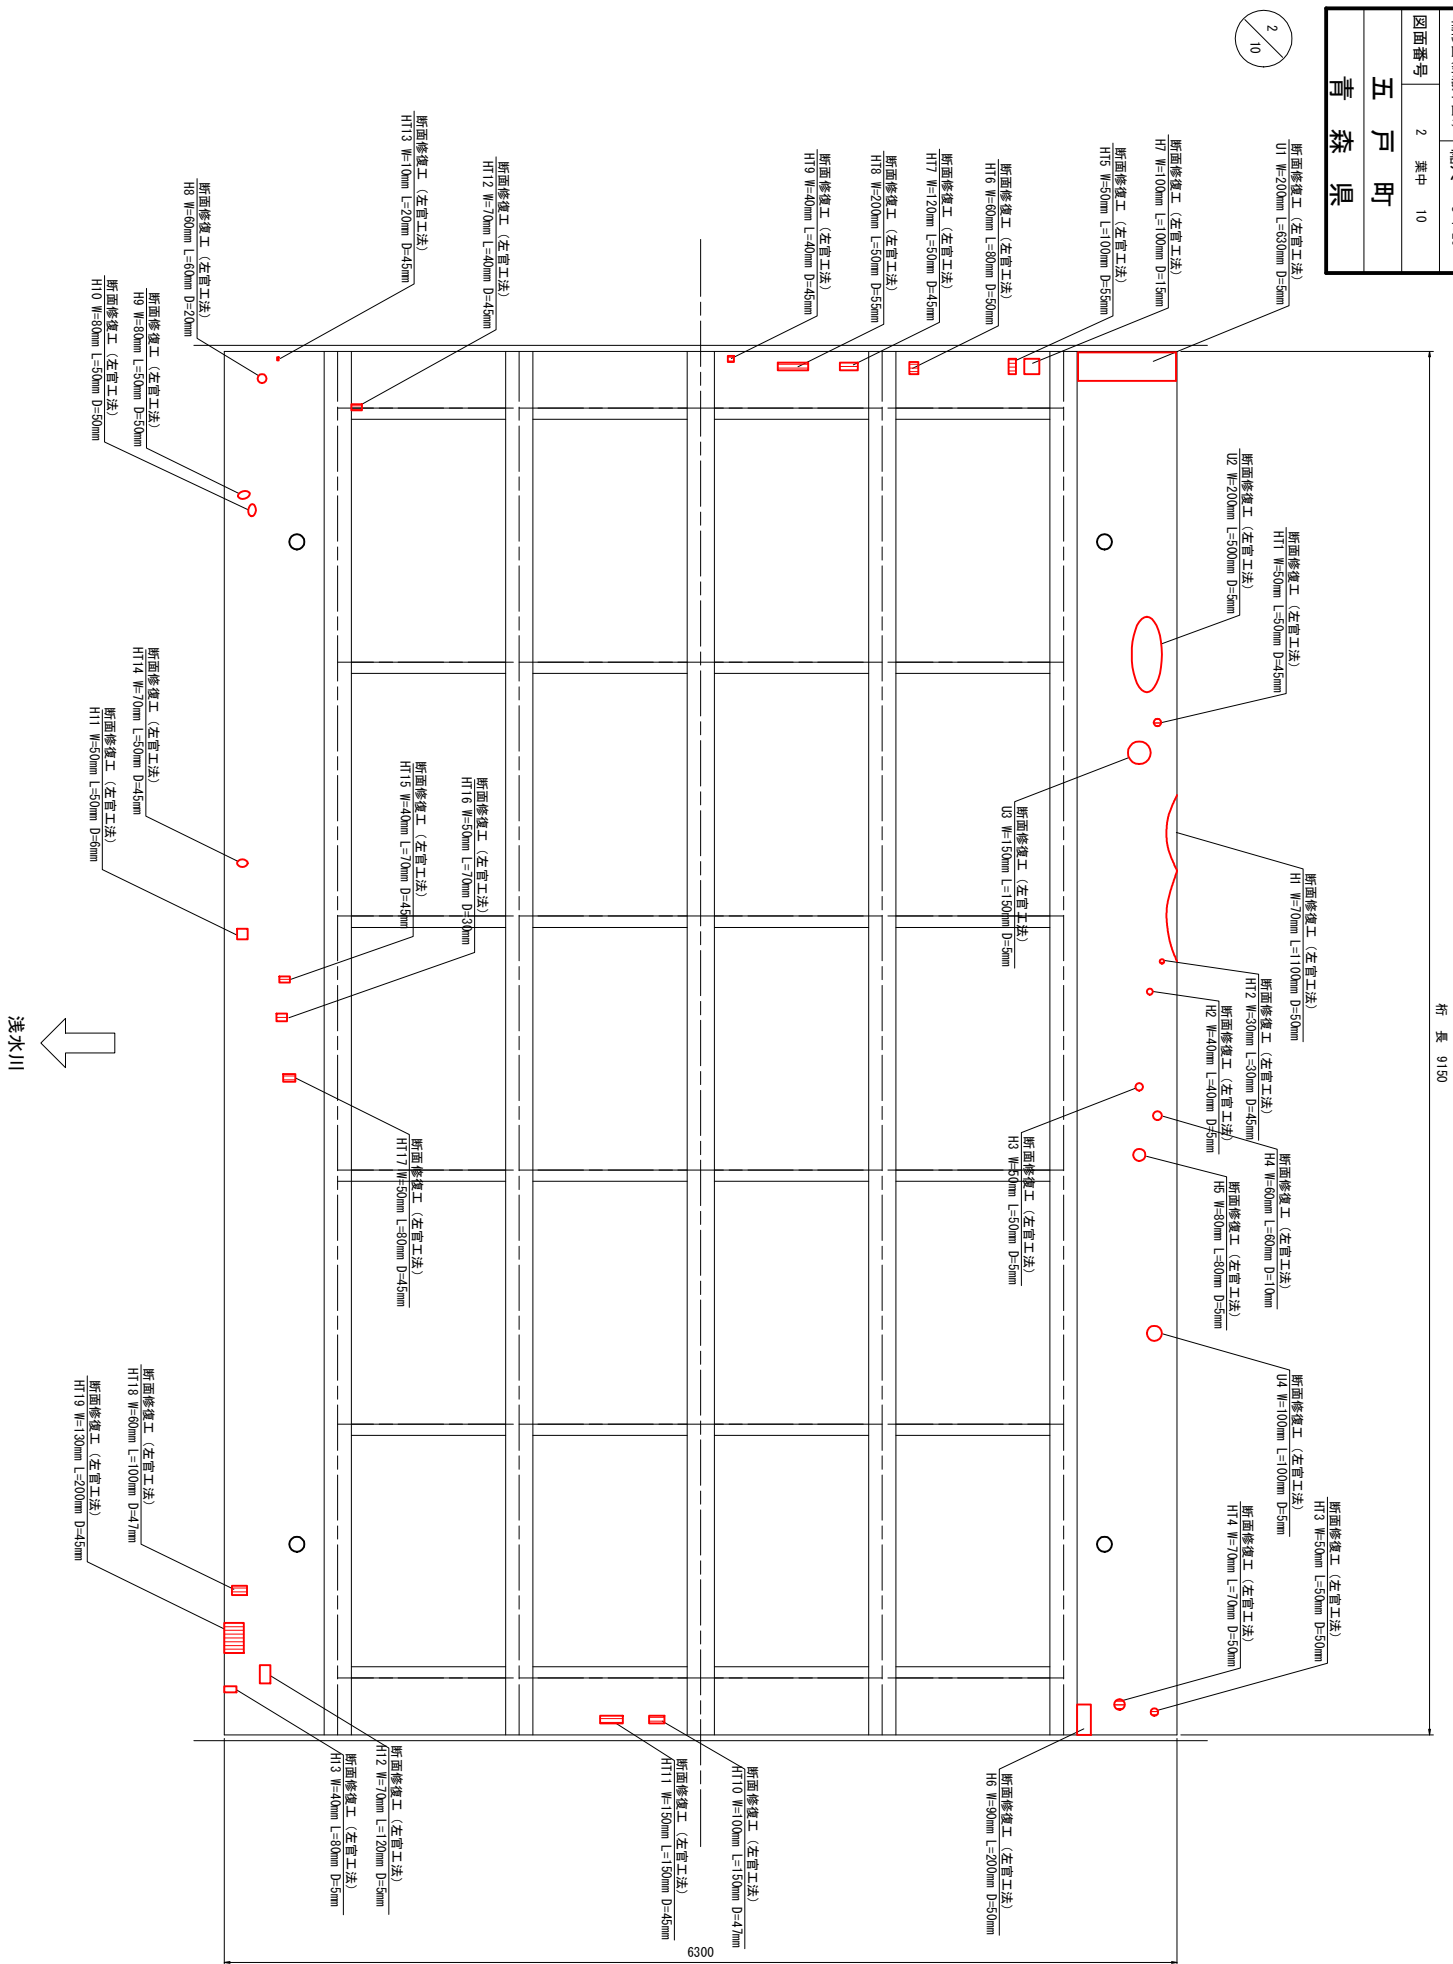 図面番号
2 葉中 10
五戸町
青森県
2
10
桁 長 9150
6300
断面修復工 (左官工法)
U1 W=200mm L=630mm D=5mm
断面修復工 (左官工法)
H7 W=100mm L=100mm D=15mm
断面修復工 (左官工法)
HT5 W=50mm L=100mm D=55mm
断面修復工 (左官工法)
HT6 W=60mm L=80mm D=50mm
断面修復工 (左官工法)
HT7 W=120mm L=50mm D=45mm
断面修復工 (左官工法)
HT8 W=200mm L=50mm D=55mm
断面修復工 (左官工法)
HT9 W=40mm L=40mm D=45mm
断面修復工 (左官工法)
HT12 W=70mm L=40mm D=45mm
断面修復工 (左官工法)
HT13 W=10mm L=20mm D=45mm
断面修復工 (左官工法)
H8 W=60mm L=60mm D=20mm
断面修復工 (左官工法)
H9 W=80mm L=50mm D=50mm
断面修復工 (左官工法)
H10 W=80mm L=50mm D=50mm
断面修復工 (左官工法)
HT1 W=50mm L=50mm D=45mm
断面修復工 (左官工法)
U2 W=200mm L=500mm D=5mm
断面修復工 (左官工法)
H1 W=70mm L=1100mm D=50mm
断面修復工 (左官工法)
HT2 W=30mm L=30mm D=45mm
断面修復工 (左官工法)
H2 W=40mm L=40mm D=5mm
断面修復工 (左官工法)
U3 W=150mm L=150mm D=5mm
断面修復工 (左官工法)
HT16 W=50mm L=70mm D=30mm
断面修復工 (左官工法)
HT15 W=40mm L=70mm D=45mm
断面修復工 (左官工法)
HT14 W=70mm L=50mm D=45mm
断面修復工 (左官工法)
H11 W=50mm L=50mm D=6mm
浅水川
断面修復工 (左官工法)
H4 W=60mm L=60mm D=10mm
断面修復工 (左官工法)
H5 W=80mm L=80mm D=5mm
断面修復工 (左官工法)
H3 W=50mm L=50mm D=5mm
断面修復工 (左官工法)
HT17 W=50mm L=80mm D=45mm
断面修復工 (左官工法)
U4 W=100mm L=100mm D=5mm
断面修復工 (左官工法)
HT3 W=50mm L=50mm D=50mm
断面修復工 (左官工法)
HT4 W=70mm L=70mm D=50mm
断面修復工 (左官工法)
HT18 W=60mm L=100mm D=47mm
断面修復工 (左官工法)
HT19 W=130mm L=200mm D=45mm
断面修復工 (左官工法)
H6 W=90mm L=200mm D=50mm
断面修復工 (左官工法)
HT10 W=100mm L=150mm D=47mm
断面修復工 (左官工法)
HT11 W=150mm L=150mm D=45mm
断面修復工 (左官工法)
H12 W=70mm L=120mm D=5mm
断面修復工 (左官工法)
H13 W=40mm L=80mm D=5mm